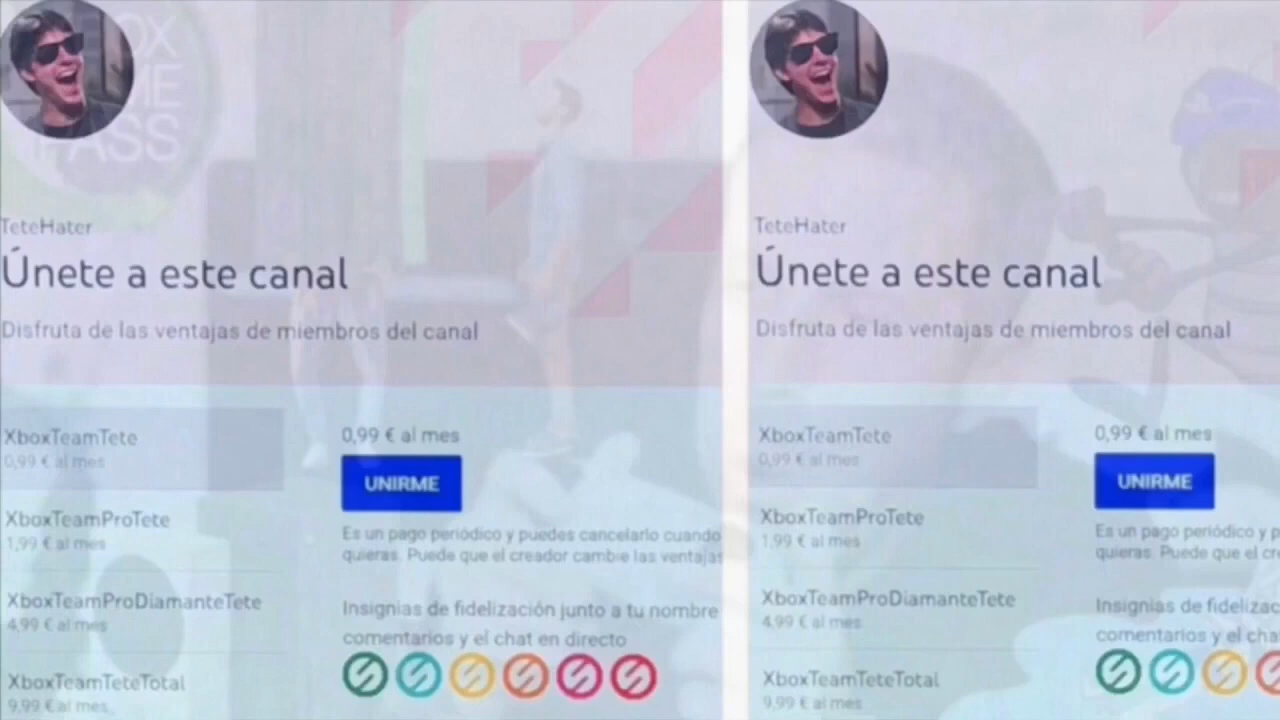 XBOX
GAME
PASS
TeteHater
Únete a este canal
Disfruta de las ventajas de miembros del canal
XboxTeamTete
0,99 € al mes
XboxTeamProTete
1,99 € al mes
XboxTeamProDiamanteTete
4,99 € al mes
XboxTeamTeteTotal
9,99 € al mes
0,99 € al mes
UNIRME
Es un pago periódico y puedes cancelarlo cuando
quieras. Puede que el creador cambie las ventajas
Insignias de fidelización junto a tu nombre
comentarios y el chat en directo
TeteHater
Únete a este canal
Disfruta de las ventajas de miembros del canal
XboxTeamTete
0,99 € al mes
XboxTeamProTete
1,99 € al mes
XboxTeamProDiamanteTete
4,99 € al mes
XboxTeamTeteTotal
9,99 € al mes
0,99 € al mes
UNIRME
Es un pago periódico y p
quieras. Puede que el cr
Insignias de fidelizac
comentarios y el cha